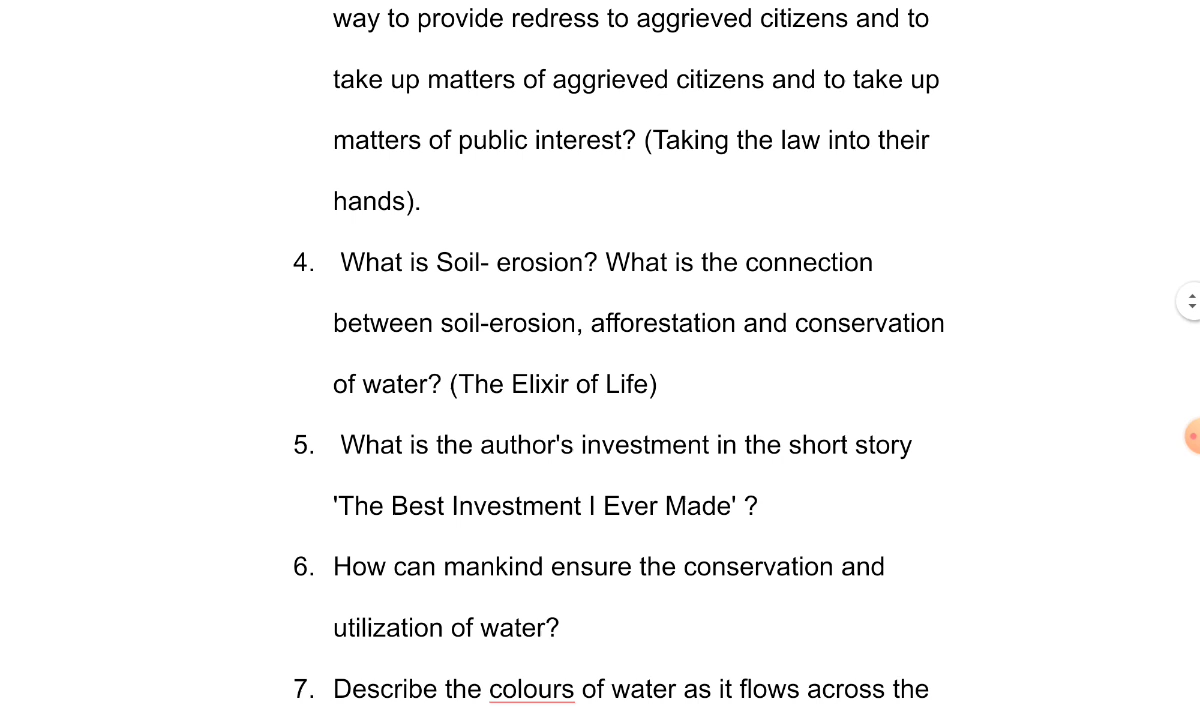 way to provide redress to aggrieved citizens and to
take up matters of aggrieved citizens and to take up
matters of public interest? (Taking the law into their
hands).
4. What is Soil- erosion? What is the connection
between soil-erosion, afforestation and conservation
of water? (The Elixir of Life)
5. What is the author's investment in the short story
'The Best Investment I Ever Made' ?
6. How can mankind ensure the conservation and
utilization of water?
7. Describe the colours of water as it flows across the